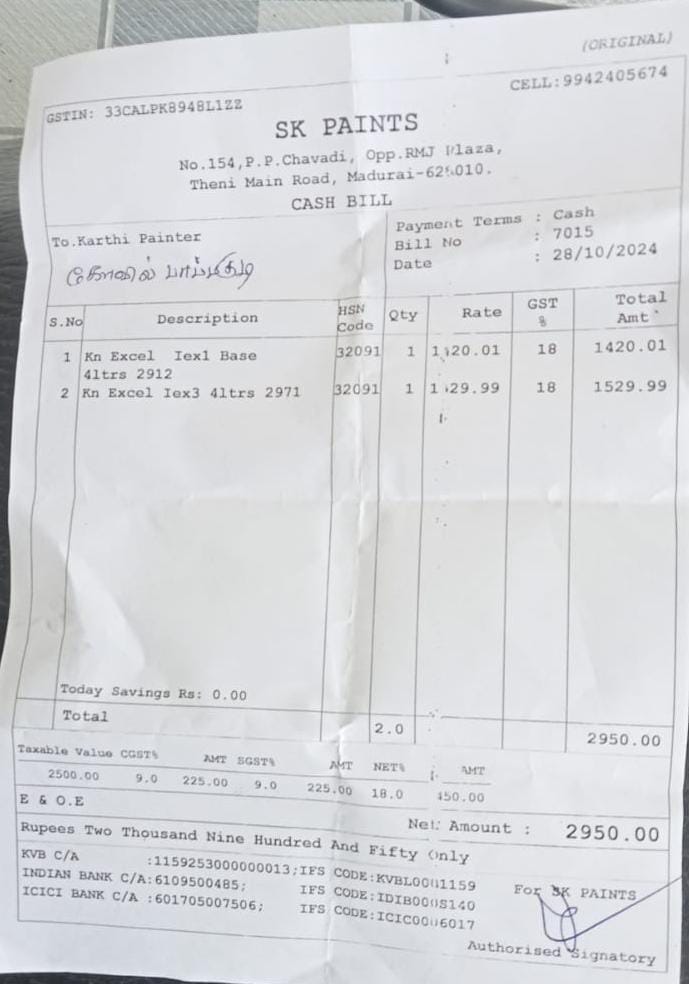 (ORIGINAL)
GSTIN: 33CALPK8948L1ZZ CELL:9942405674
SK PAINTS
No.154,P.P.Chavadi, Opp.RMJ Plaza,
Theni Main Road,
CASH BILL
To.Karthi Painter
Payment Terms : Cash
Bill No : 7015
Date : 28/10/2024
S.No Description HSN Code Qty Rate GST % Total Amt
1 Kn Excel Iex1 Base 32091 1 1420.01 18 1420.01
4ltrs 2912
2 Kn Excel Iex3 4ltrs 2971 32091 1 1529.99 18 1529.99
Today Savings Rs: 0.00
Total 2.0 2950.00
Taxable Value CGST% AMT SGST% AMT NET% AMT
2500.00 9.0 225.00 9.0 225.00 18.0 450.00
E & O.E
Net Amount : 2950.00
Rupees Two Thousand Nine Hundred And Fifty Only
KVB C/A :1159253000000013;IFS CODE:KVBL0001159
INDIAN BANK C/A:6109500485; IFS CODE:IDIB000S140
ICICI BANK C/A :601705007506; IFS CODE:ICIC0006017
For SK PAINTS
Authorised Signatory